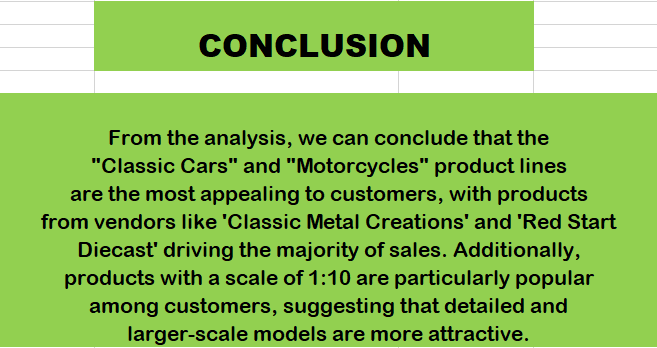 CONCLUSION
From the analysis, we can conclude that the
"Classic Cars" and "Motorcycles" product lines
are the most appealing to customers, with products
from vendors like 'Classic Metal Creations' and 'Red Start
Diecast' driving the majority of sales. Additionally,
products with a scale of 1:10 are particularly popular
among customers, suggesting that detailed and
larger-scale models are more attractive.